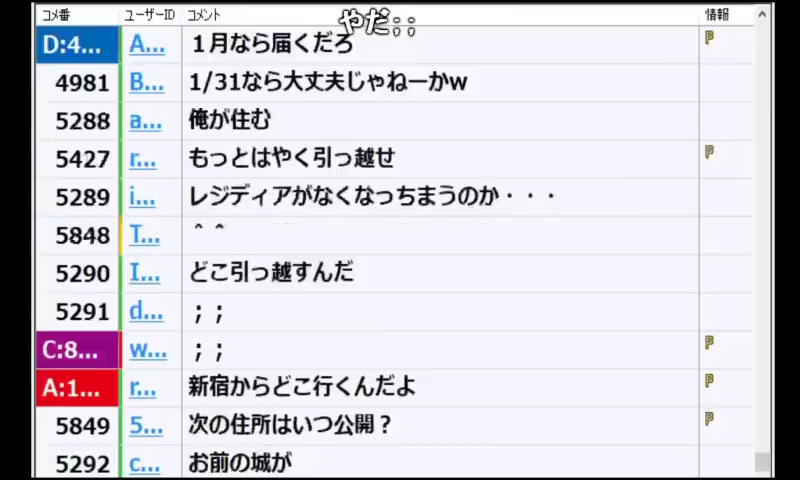 コメ番 ユーザーID コメント 情報
やだ;;
D:4... A... １月なら届くだろ P
4981 B... 1/31なら大丈夫じゃねーかw
5288 a... 俺が住む
5427 r... もっとはやく引っ越せ P
5289 i... レジディアがなくなっちまうのか・・・
5848 T... ＾＾
5290 I... どこ引っ越すんだ
5291 d... ；；
C:8... w... ；； P
A:1... r... 新宿からどこ行くんだよ P
5849 5... 次の住所はいつ公開？ P
5292 c... お前の城が